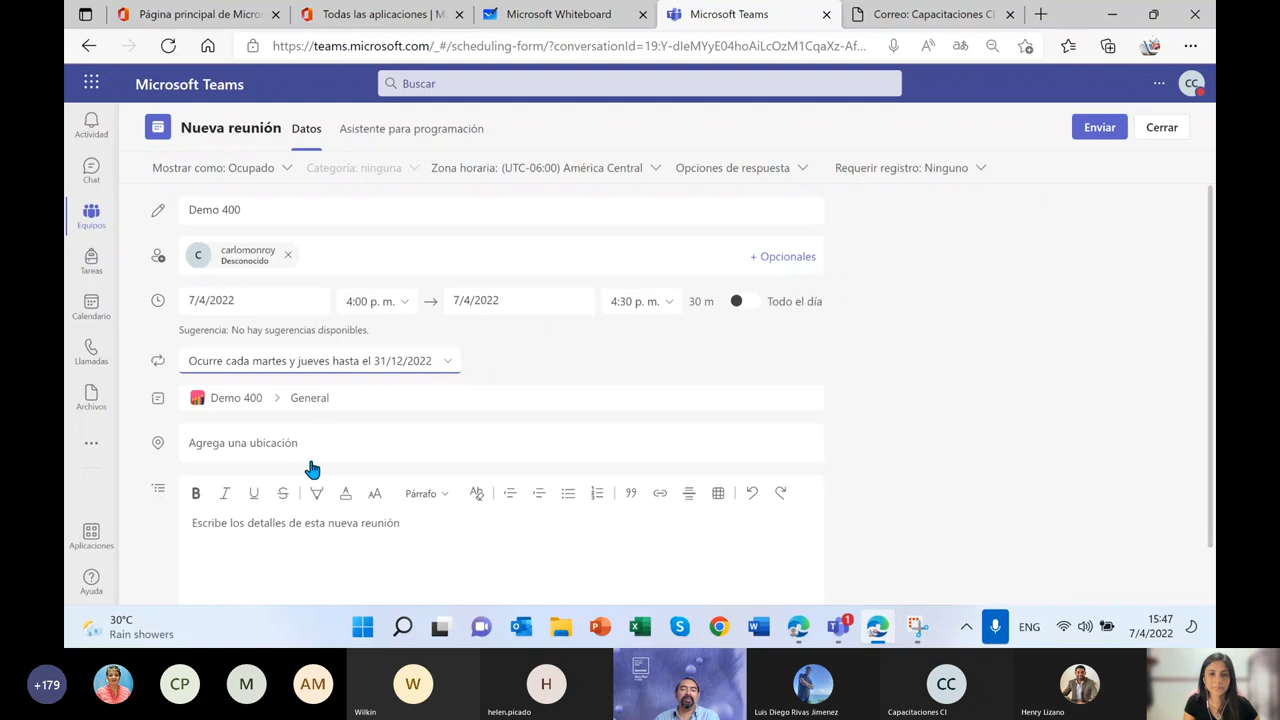 Página principal de Micros
Todas las aplicaciones | M
Microsoft Whiteboard
Microsoft Teams
Correo: Capacitaciones CI
https://teams.microsoft.com/_#/scheduling-form/?conversationId=19:Y-dIeMYyE04hoAiLcOzM1CqaXz-Af...
Microsoft Teams
Buscar
CC
Actividad
Chat
Equipos
Tareas
Calendario
Llamadas
Archivos
Aplicaciones
Ayuda
Nueva reunión
Datos
Asistente para programación
Enviar
Cerrar
Mostrar como: Ocupado
Categoría: ninguna
Zona horaria: (UTC-06:00) América Central
Opciones de respuesta
Requerir registro: Ninguno
Demo 400
C
carlomonroy
Desconocido
+ Opcionales
7/4/2022
4:00 p. m.
7/4/2022
4:30 p. m.
30 m
Todo el día
Sugerencia: No hay sugerencias disponibles.
Ocurre cada martes y jueves hasta el 31/12/2022
Demo 400 > General
Agrega una ubicación
Párrafo
Escribe los detalles de esta nueva reunión
30°C
Rain showers
1
ENG
15:47
7/4/2022
+179
CP
M
AM
W
Wilkin
H
helen.picado
Luis Diego Rivas Jimenez
CC
Capacitaciones CI
Henry Lizano